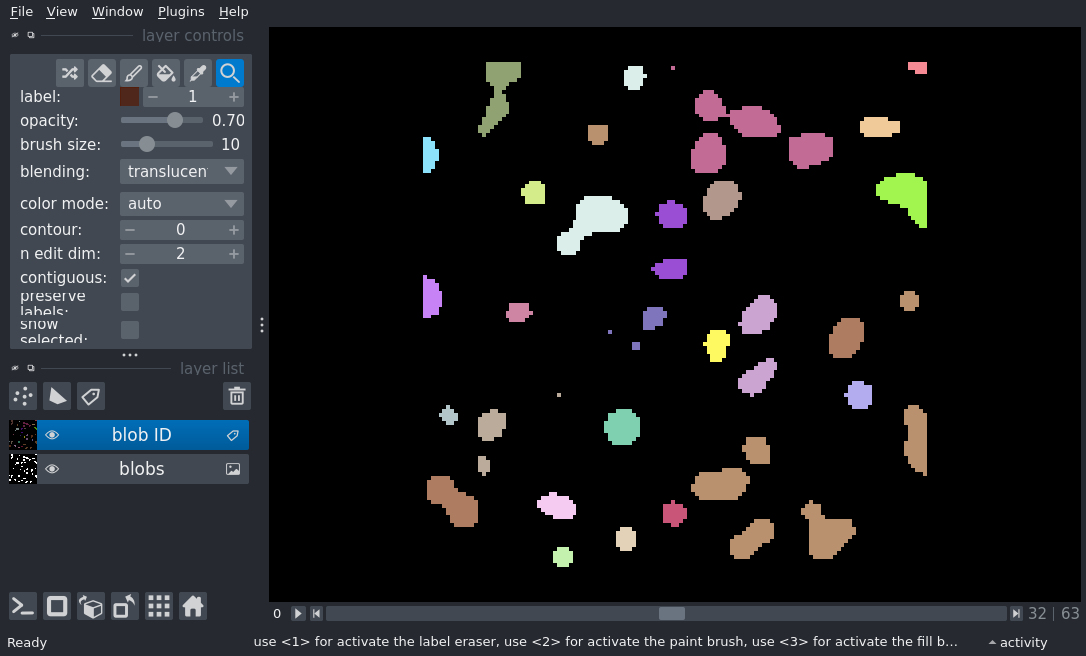 File View Window Plugins Help
layer controls
label: 1
opacity: 0.70
brush size: 10
blending: translucen
color mode: auto
contour: 0
n edit dim: 2
contiguous:
preserve
labels:
show
selected:
layer list
blob ID
blobs
0 32 63
Ready use <1> for activate the label eraser, use <2> for activate the paint brush, use <3> for activate the fill b... activity